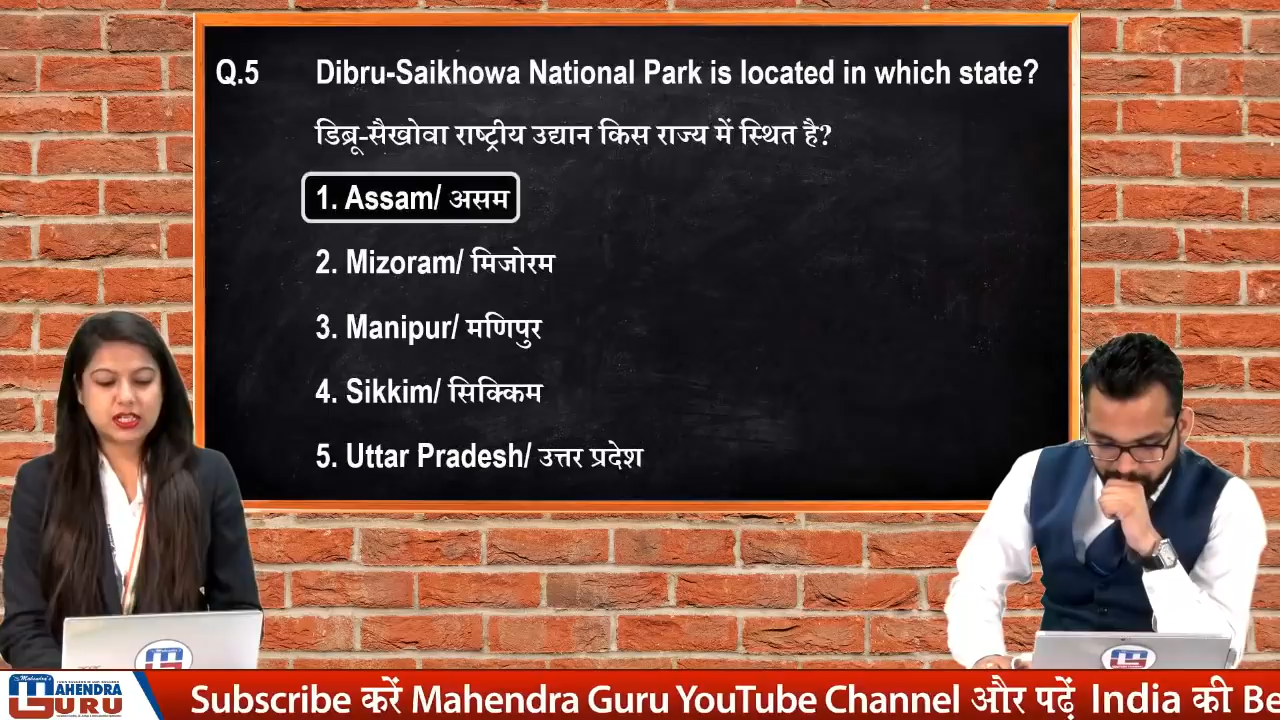 Q.5 Dibru-Saikhowa National Park is located in which state?
डिब्रू-सैखोवा राष्ट्रीय उद्यान किस राज्य में स्थित है?
1. Assam/ असम
2. Mizoram/ मिजोरम
3. Manipur/ मणिपुर
4. Sikkim/ सिक्किम
5. Uttar Pradesh/ उत्तर प्रदेश
Mahendra's
MAHENDRA
GURU
Subscribe करें Mahendra Guru YouTube Channel और पढ़ें India की Be